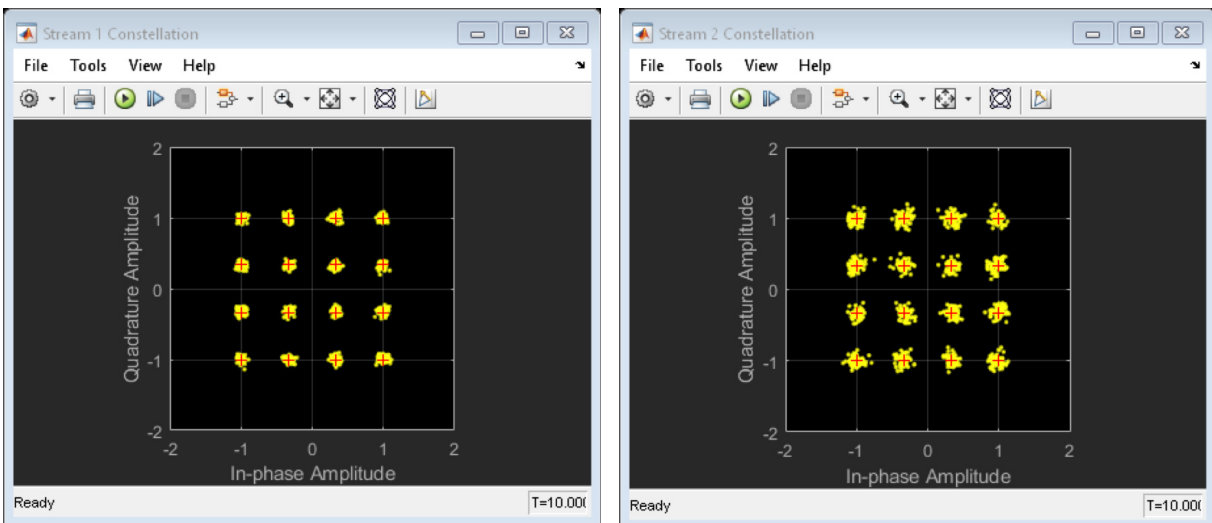 Stream 1 Constellation
File Tools View Help
2
1
0
-1
-2
Quadrature Amplitude
-2 -1 0 1 2
In-phase Amplitude
Ready T=10.00(
Stream 2 Constellation
File Tools View Help
2
1
0
-1
-2
Quadrature Amplitude
-2 -1 0 1 2
In-phase Amplitude
Ready T=10.00(